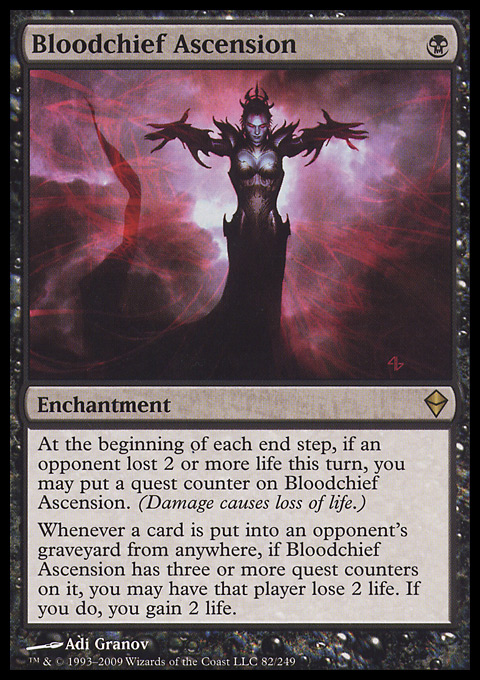 Bloodchief Ascension
Enchantment
At the beginning of each end step, if an
opponent lost 2 or more life this turn, you
may put a quest counter on Bloodchief
Ascension. (Damage causes loss of life.)
Whenever a card is put into an opponent's
graveyard from anywhere, if Bloodchief
Ascension has three or more quest counters
on it, you may have that player lose 2 life. If
you do, you gain 2 life.
Adi Granov
™ & © 1993–2009 Wizards of the Coast LLC 82/249